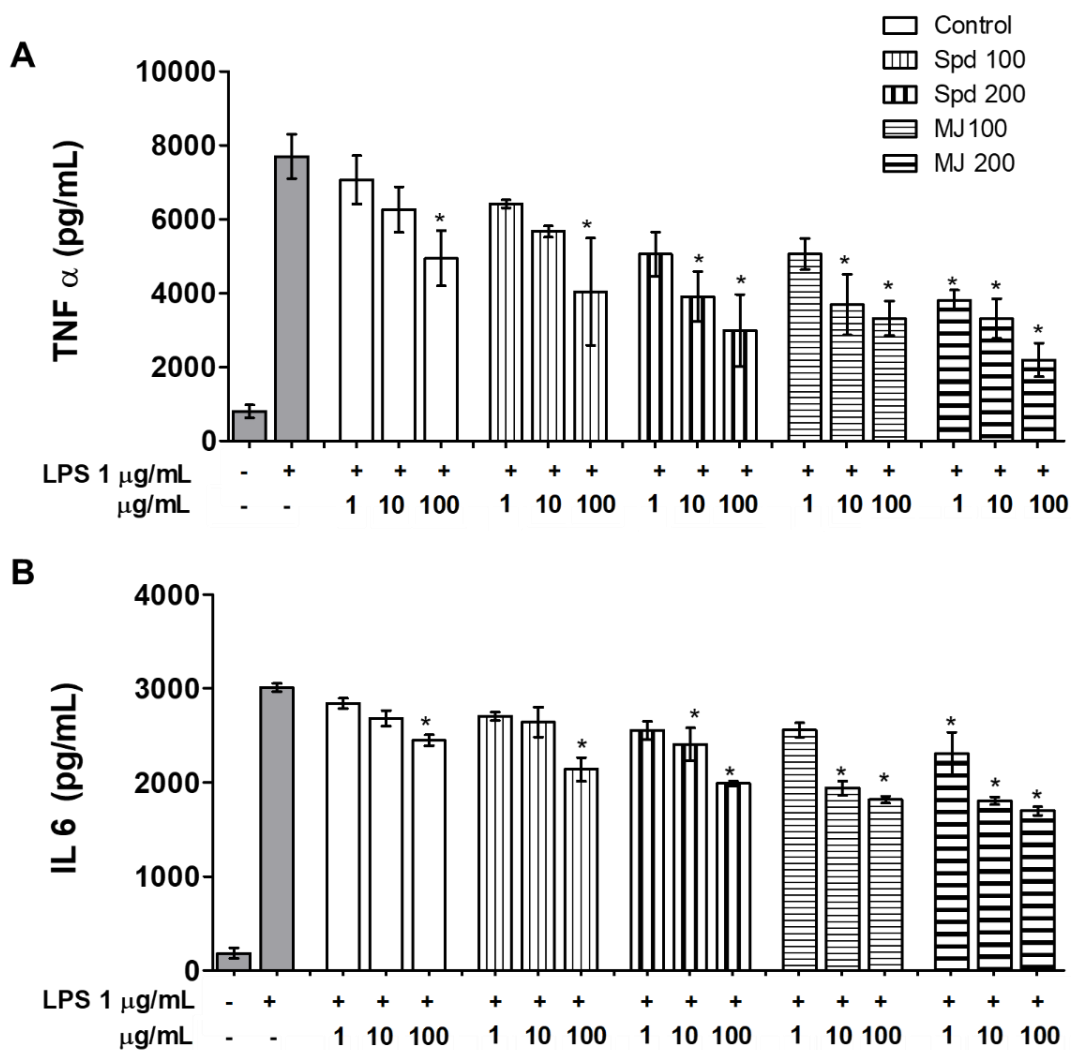 Control
A
Spd 100
10000
Spd 200
MJ100
8000
MJ 200
6000
4000
2000
0
TNF α (pg/mL)
* * * * * * * * *
LPS 1 μg/mL - + + + + + + + + + + + + + + + +
μg/mL - - 1 10 100 1 10 100 1 10 100 1 10 100 1 10 100
B
4000
3000
2000
1000
0
IL 6 (pg/mL)
* * * * * * * * *
LPS 1 μg/mL - + + + + + + + + + + + + + + + +
μg/mL - - 1 10 100 1 10 100 1 10 100 1 10 100 1 10 100